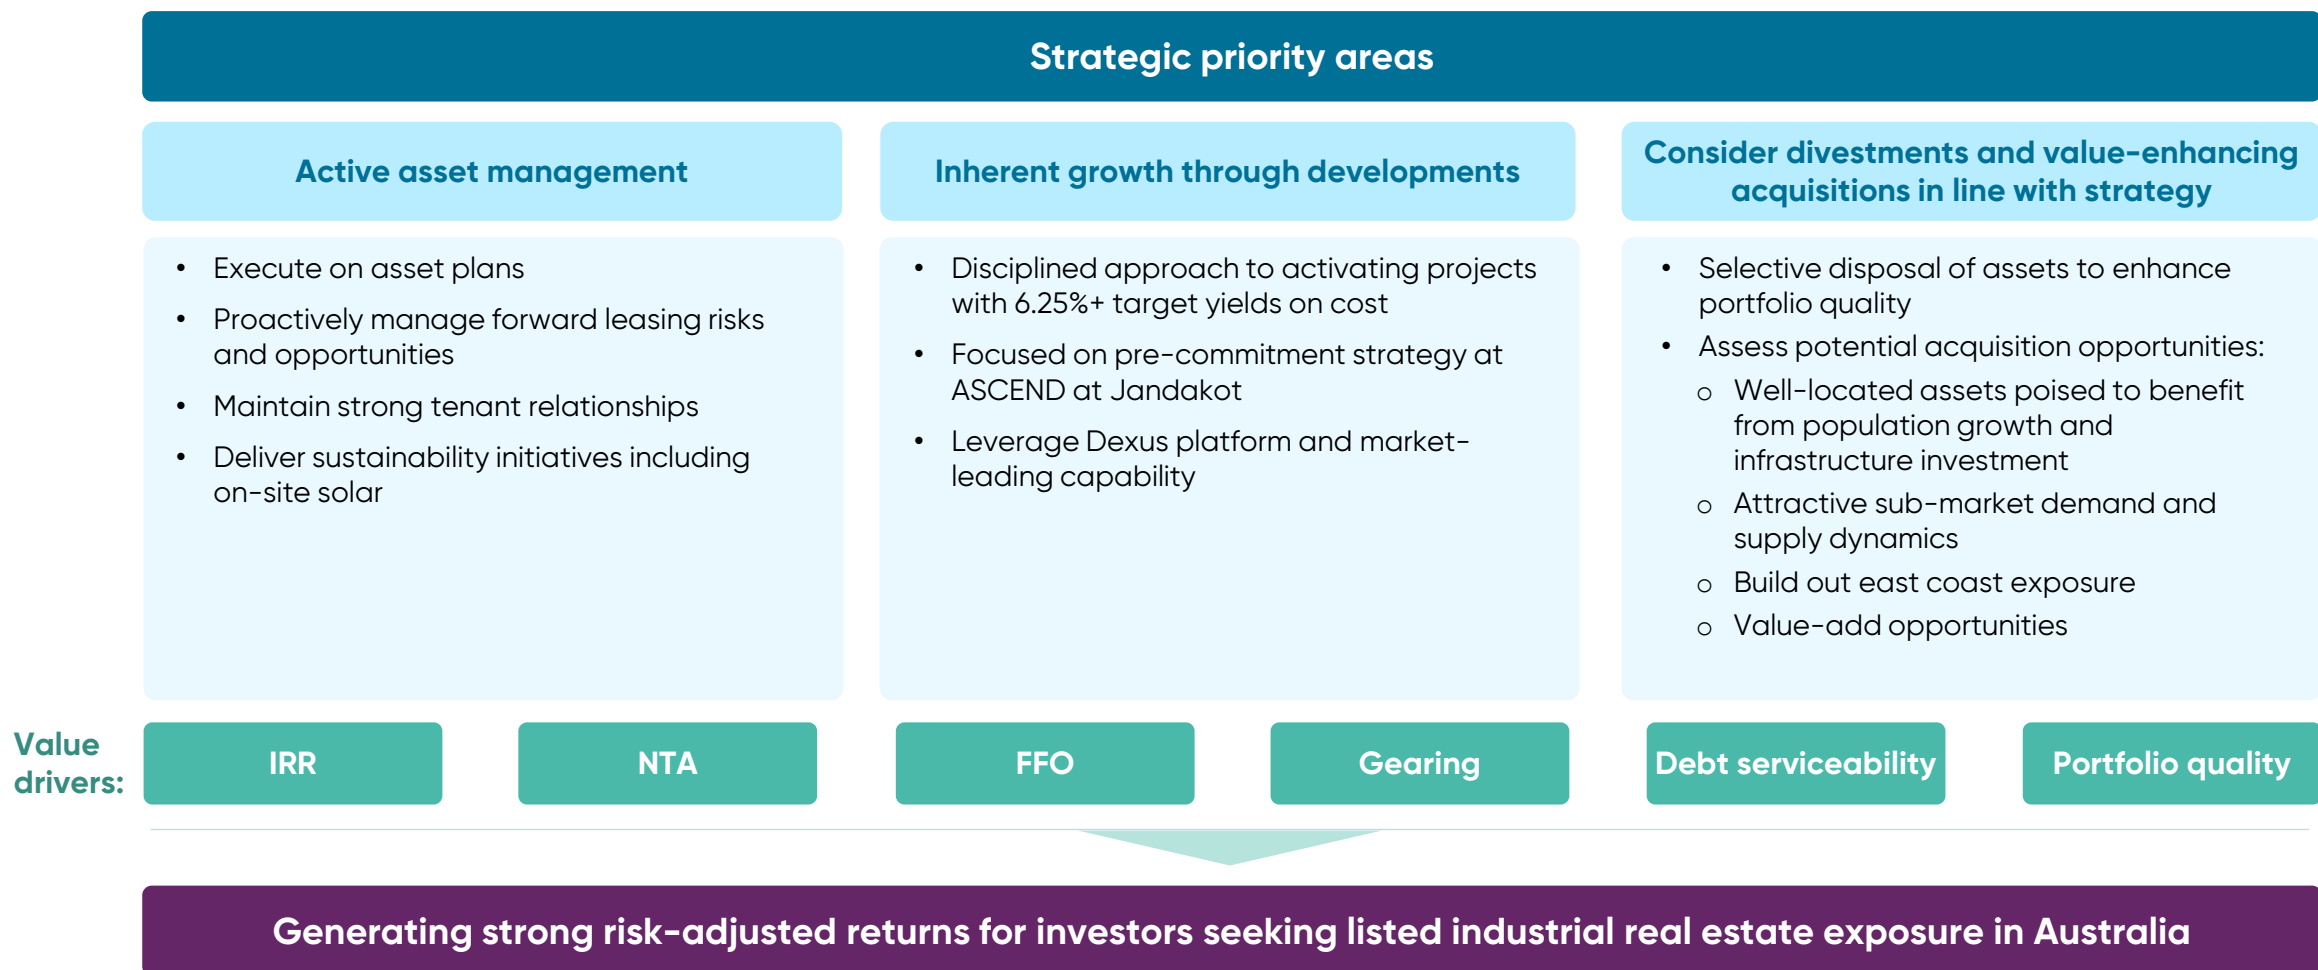 Strategic priority areas
Active asset management
• Execute on asset plans
• Proactively manage forward leasing risks
and opportunities
• Maintain strong tenant relationships
• Deliver sustainability initiatives including
on-site solar
Inherent growth through developments
• Disciplined approach to activating projects
with 6.25%+ target yields on cost
• Focused on pre-commitment strategy at
ASCEND at Jandakot
• Leverage Dexus platform and market-
leading capability
Consider divestments and value-enhancing
acquisitions in line with strategy
• Selective disposal of assets to enhance
portfolio quality
• Assess potential acquisition opportunities:
o Well-located assets poised to benefit
from population growth and
infrastructure investment
o Attractive sub-market demand and
supply dynamics
o Build out east coast exposure
o Value-add opportunities
Value
drivers:
IRR
NTA
FFO
Gearing
Debt serviceability
Portfolio quality
Generating strong risk-adjusted returns for investors seeking listed industrial real estate exposure in Australia